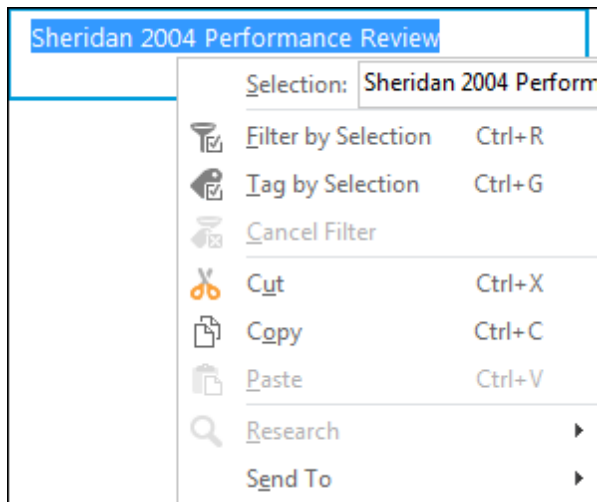 Sheridan 2004 Performance Review
Selection: Sheridan 2004 Perform
Filter by Selection Ctrl+R
Tag by Selection Ctrl+G
Cancel Filter
Cut Ctrl+X
Copy Ctrl+C
Paste Ctrl+V
Research
Send To